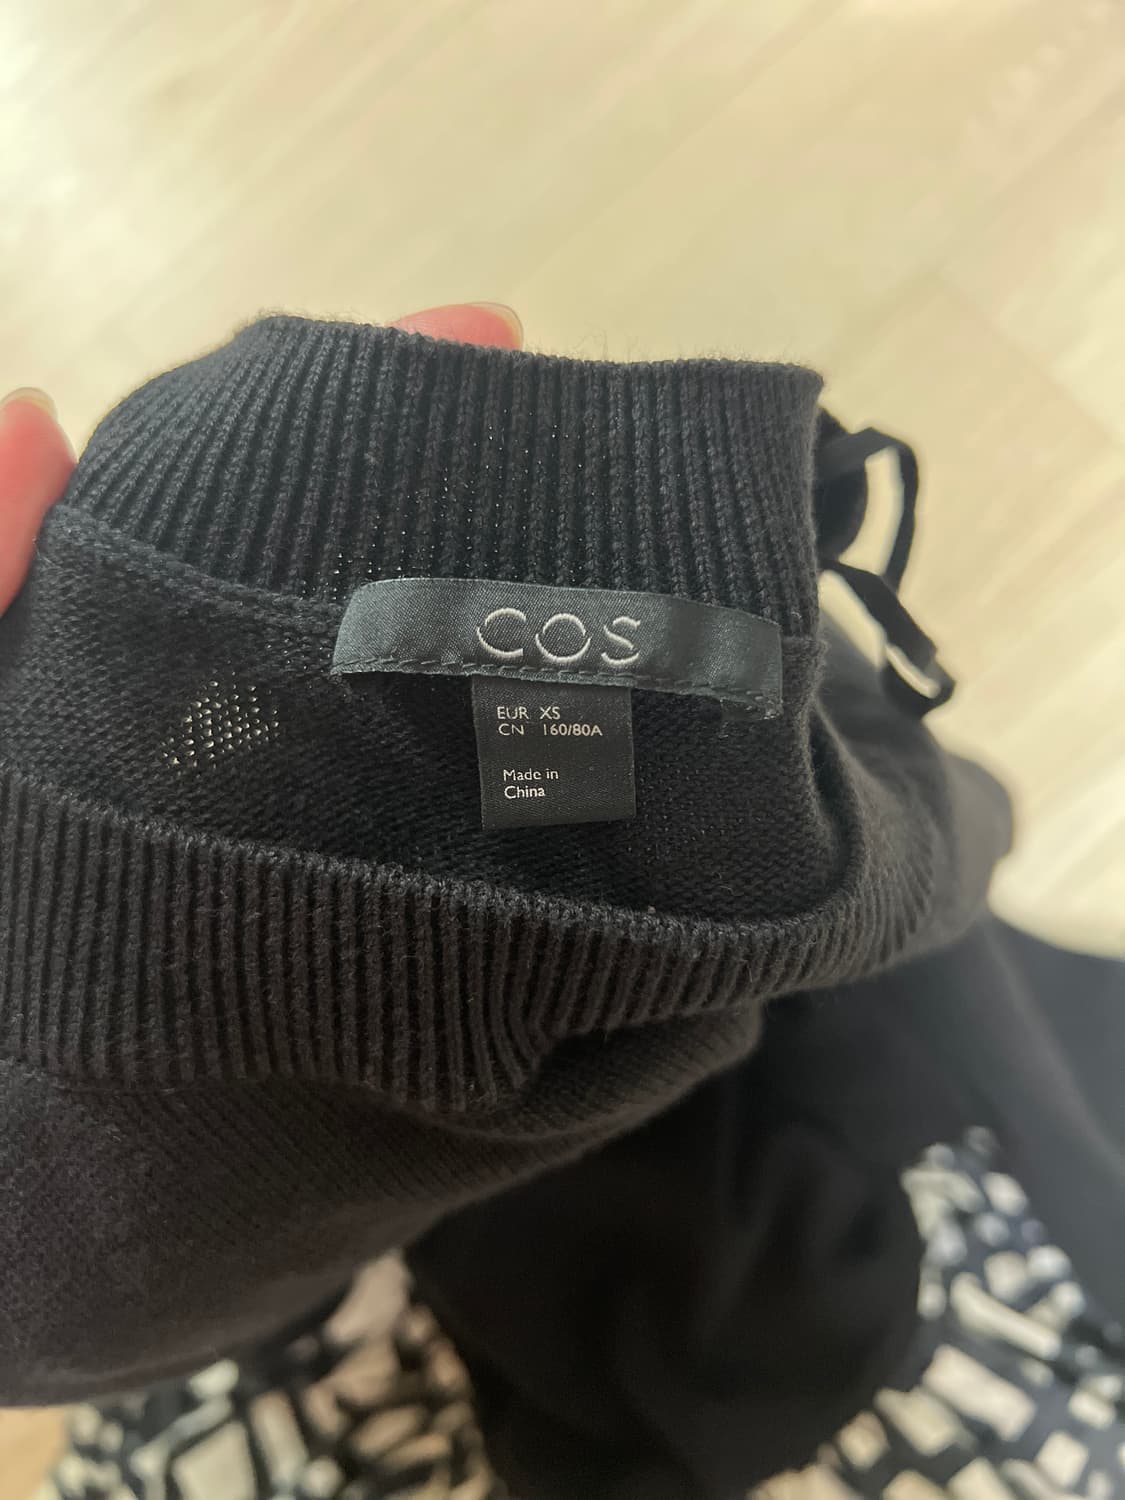 COS
EUR XS
CN 160/80A
Made in
China